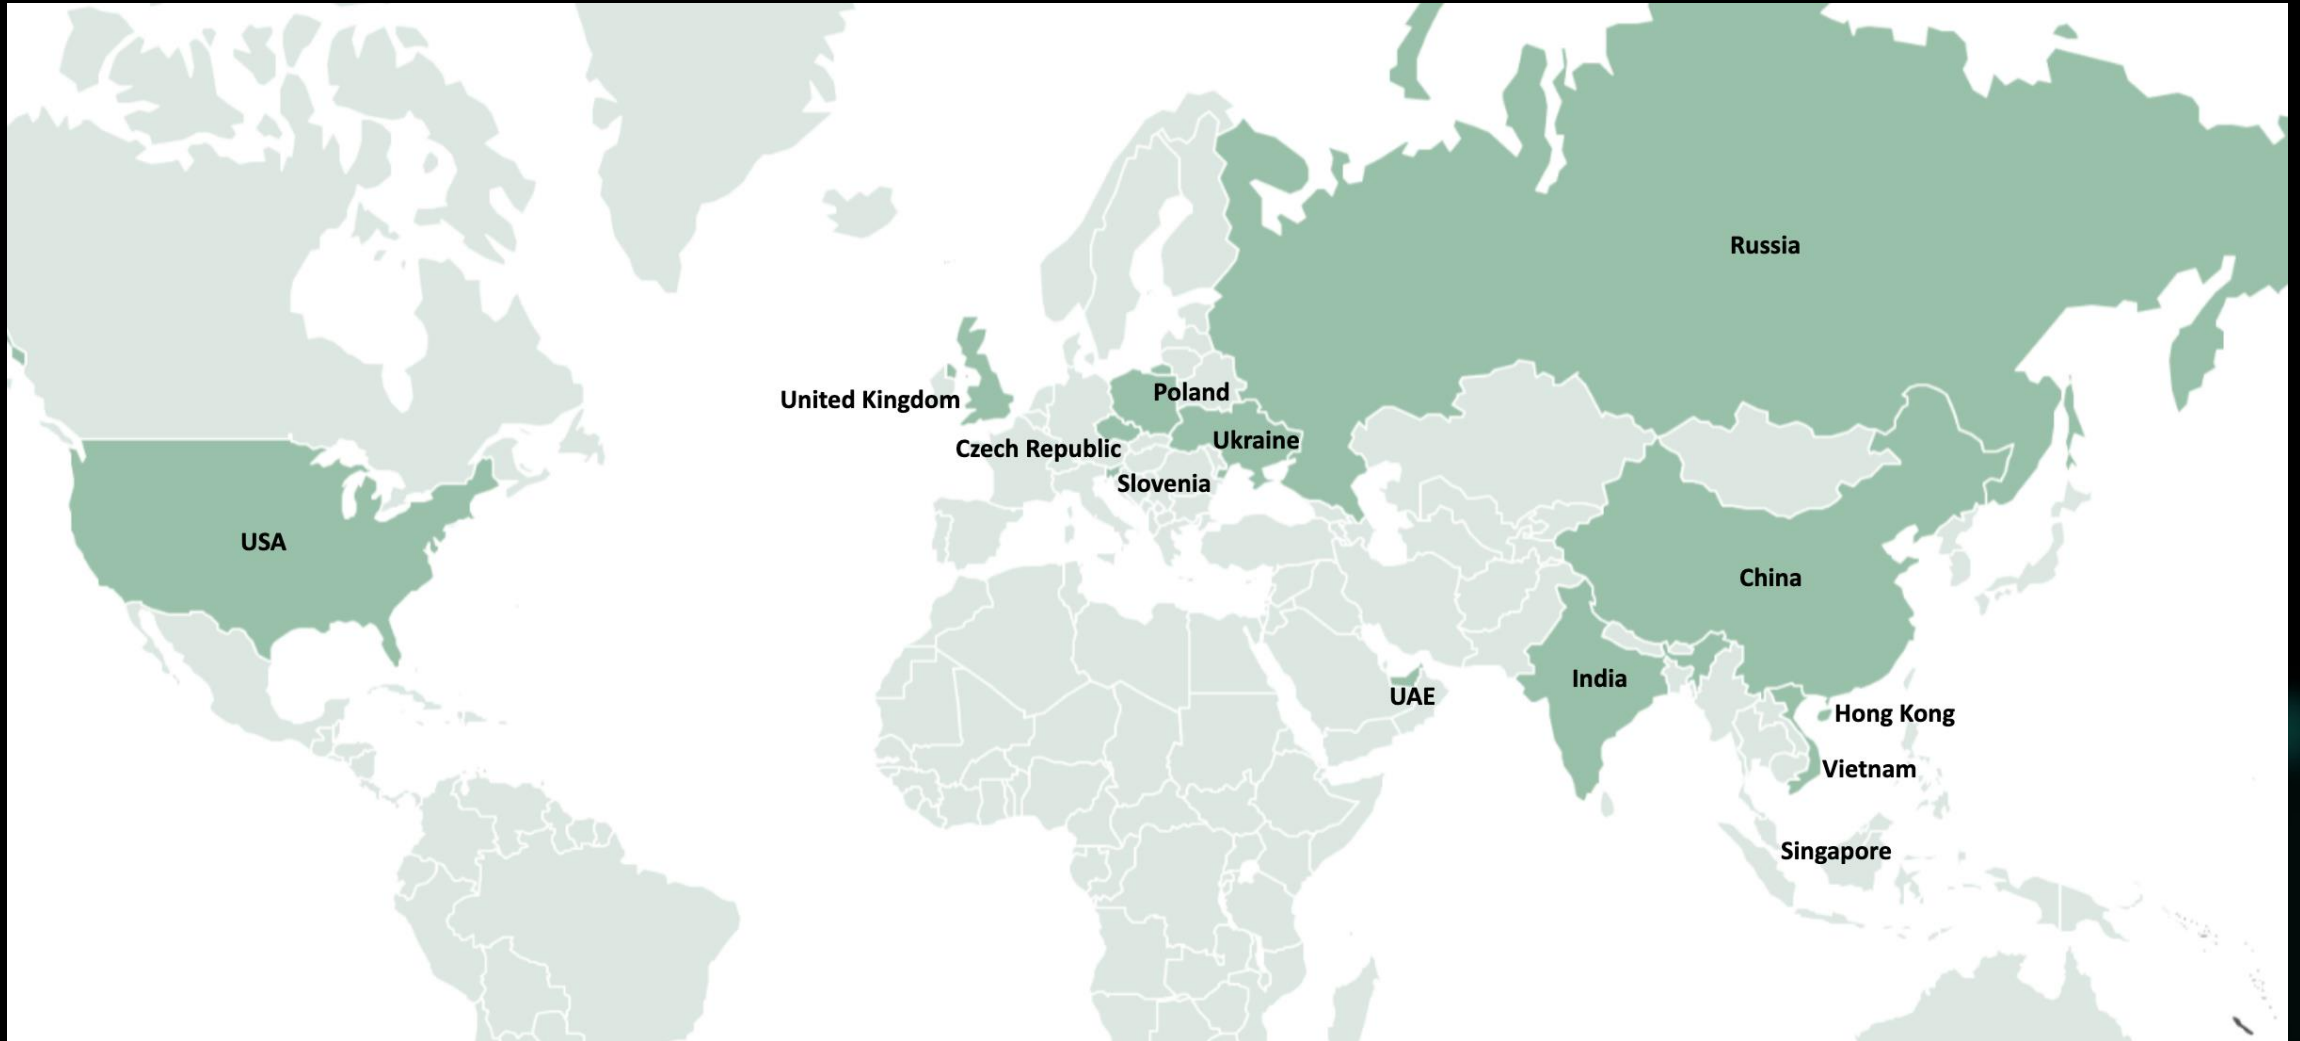 Russia
Poland
United Kingdom
Ukraine
Czech Republic
Slovenia
USA
China
India
UAE
Hong Kong
Vietnam
Singapore